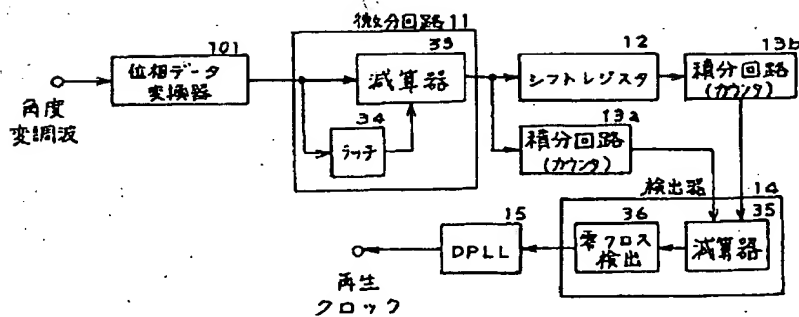 微分回路 11
101
位相データ
変換器
角度
変調波
33
減算器
34
ラッチ
12
シフトレジスタ
13b
積分回路
(カウンタ)
13a
積分回路
(カウンタ)
検出器 14
35
減算器
36
零クロス
検出
15
DPLL
再生
クロック